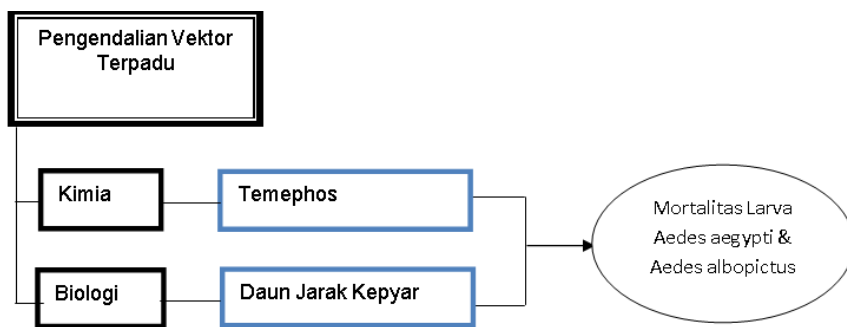 Pengendalian Vektor
Terpadu
Kimia
Temephos
Mortalitas Larva
Aedes aegypti &
Aedes albopictus
Biologi
Daun Jarak Kepyar